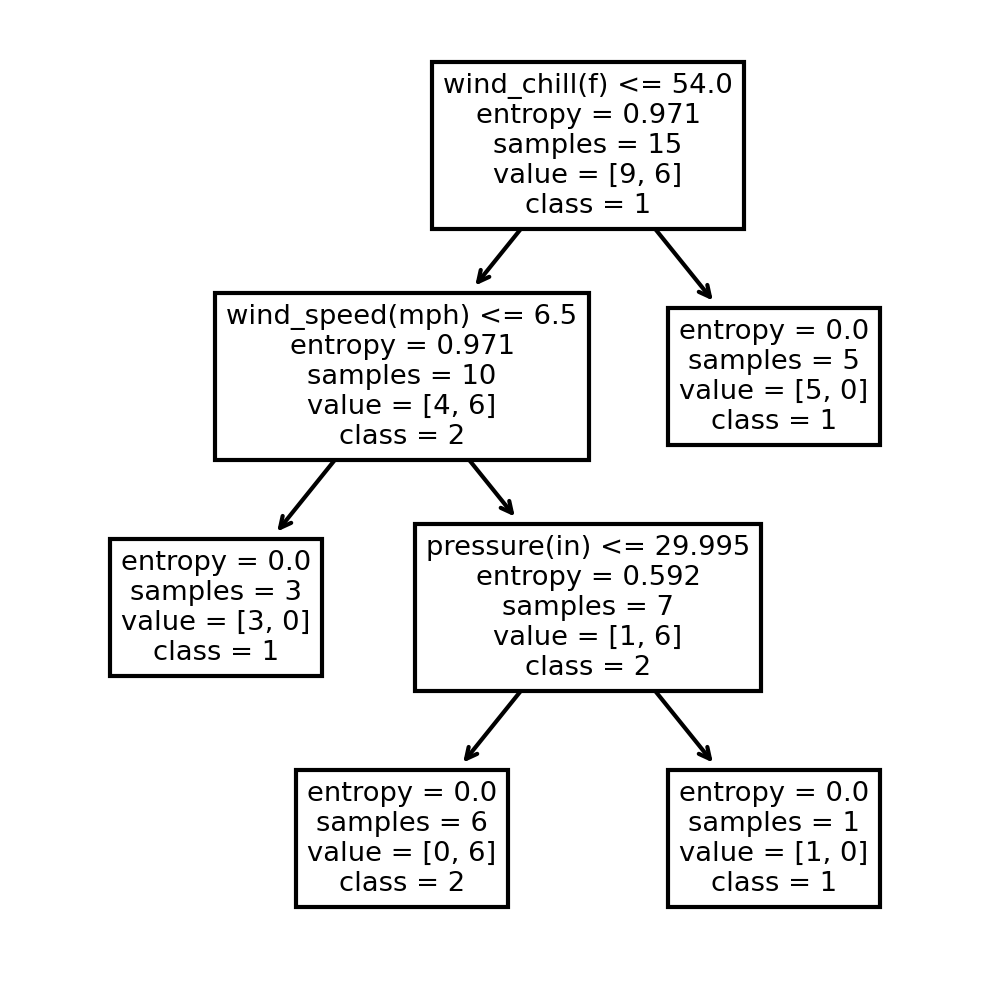 wind_chill(f) <= 54.0
entropy = 0.971
samples = 15
value = [9, 6]
class = 1
wind_speed(mph) <= 6.5
entropy = 0.971
samples = 10
value = [4, 6]
class = 2
entropy = 0.0
samples = 5
value = [5, 0]
class = 1
entropy = 0.0
samples = 3
value = [3, 0]
class = 1
pressure(in) <= 29.995
entropy = 0.592
samples = 7
value = [1, 6]
class = 2
entropy = 0.0
samples = 6
value = [0, 6]
class = 2
entropy = 0.0
samples = 1
value = [1, 0]
class = 1